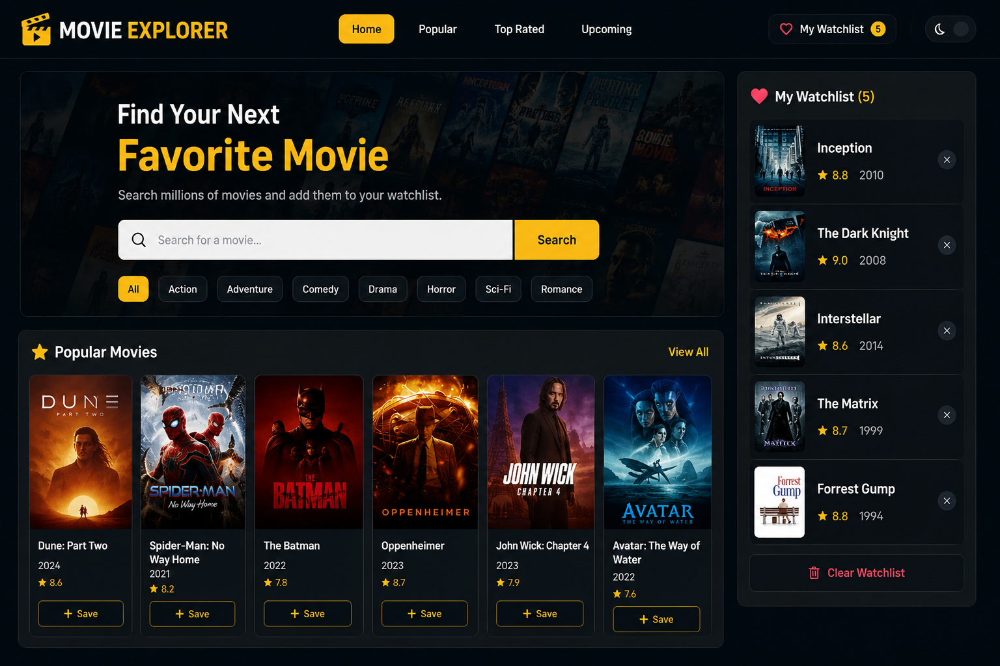 MOVIE EXPLORER
Home
Popular
Top Rated
Upcoming
My Watchlist
5
Find Your Next
Favorite Movie
Search millions of movies and add them to your watchlist.
Search for a movie...
Search
All
Action
Adventure
Comedy
Drama
Horror
Sci-Fi
Romance
Popular Movies
View All
DUNE
PART TWO
Dune: Part Two
2024
8.6
+ Save
SPIDER-MAN
No Way Home
Spider-Man: No
Way Home
2021
8.2
+ Save
THE
BATMAN
The Batman
2022
7.8
+ Save
OPPENHEIMER
Oppenheimer
2023
8.7
+ Save
JOHN WICK
CHAPTER 4
John Wick: Chapter 4
2023
7.9
+ Save
AVATAR
THE WAY OF WATER
Avatar: The Way of
Water
2022
7.6
+ Save
My Watchlist (5)
INCEPTION
Inception
8.8 2010
The Dark Knight
9.0 2008
Interstellar
8.6 2014
The Matrix
8.7 1999
Forrest
Gump
Forrest Gump
8.8 1994
Clear Watchlist